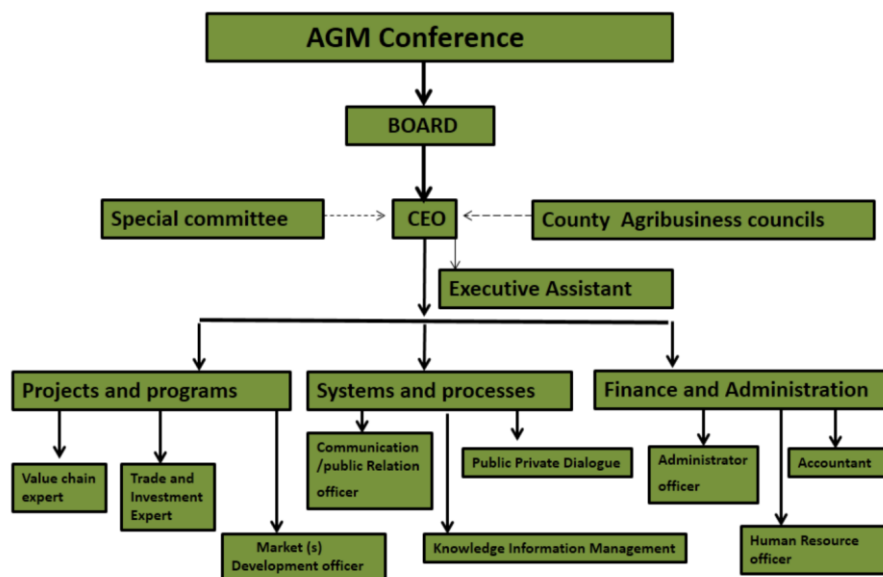 AGM Conference
BOARD
Special committee
CEO
County Agribusiness councils
Executive Assistant
Projects and programs
Systems and processes
Finance and Administration
Value chain
expert
Trade and
Investment
Expert
Market (s)
Development officer
Communication
/public Relation
officer
Public Private Dialogue
Knowledge Information Management
Administrator
officer
Accountant
Human Resource
officer